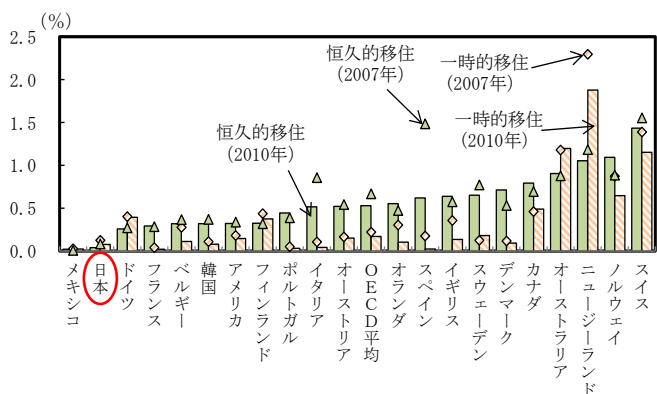 (%)
2.5
2.0
1.5
1.0
0.5
0.0
恒久的移住
(2007年)
一時的移住
(2007年)
恒久的移住
(2010年)
一時的移住
(2010年)
メキシコ
日本
ドイツ
フランス
ベルギー
韓国
アメリカ
フィンランド
ポルトガル
イタリア
オーストリア
OECD平均
オランダ
スペイン
イギリス
スウェーデン
デンマーク
カナダ
オーストラリア
ニュージーランド
ノルウェイ
スイス